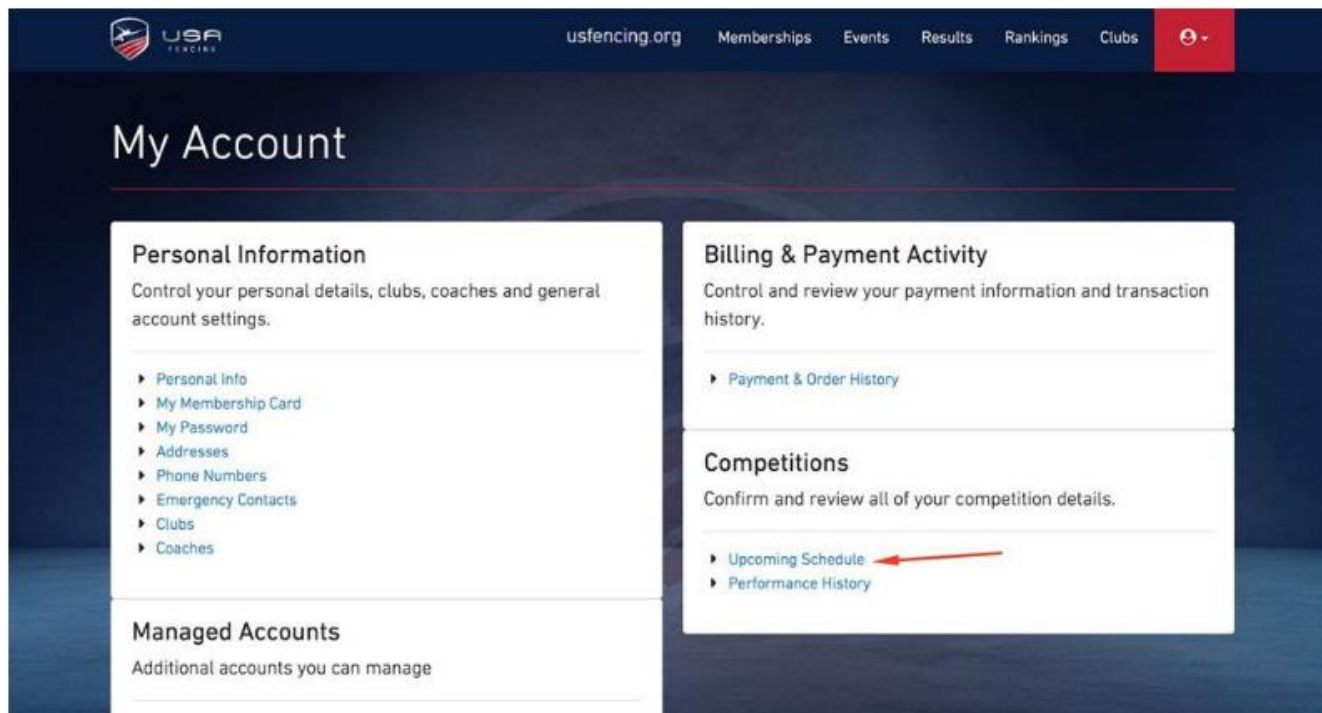 USA
FENCING
usfencing.org Memberships Events Results Rankings Clubs
My Account
Personal Information
Control your personal details, clubs, coaches and general
account settings.
Personal Info
My Membership Card
My Password
Addresses
Phone Numbers
Emergency Contacts
Clubs
Coaches
Managed Accounts
Additional accounts you can manage
Billing & Payment Activity
Control and review your payment information and transaction
history.
Payment & Order History
Competitions
Confirm and review all of your competition details.
Upcoming Schedule
Performance History